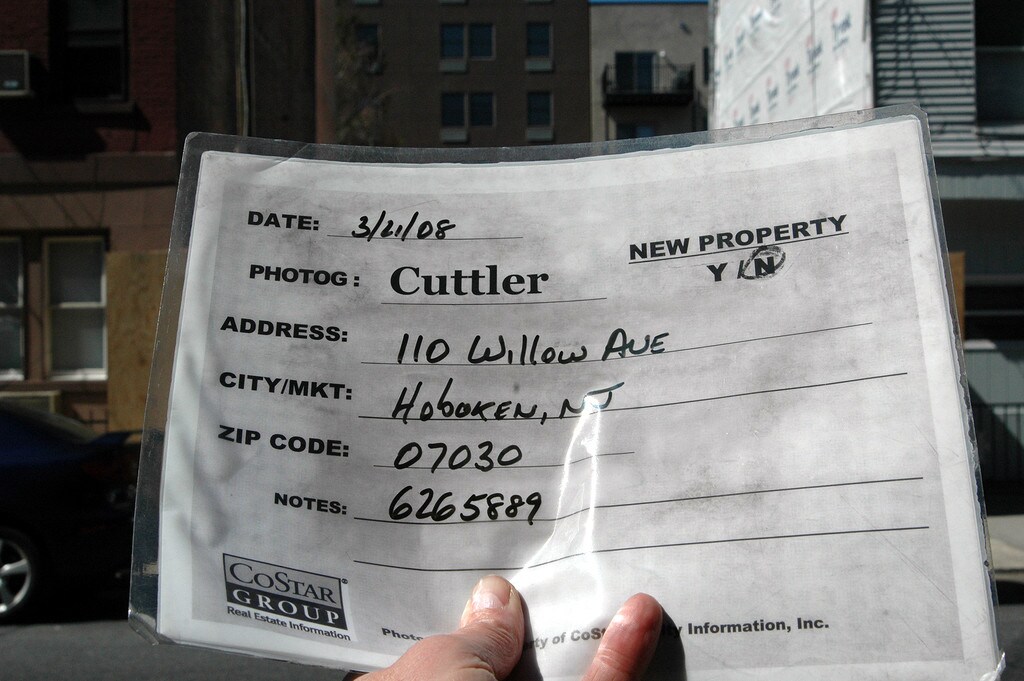 DATE: 3/21/08
NEW PROPERTY
Y / N
PHOTOG: Cuttler
ADDRESS: 110 Willow Ave
CITY/MKT: Hoboken, NJ
ZIP CODE: 07030
NOTES: 6265889
CoStar
GROUP®
Real Estate Information
Information, Inc.